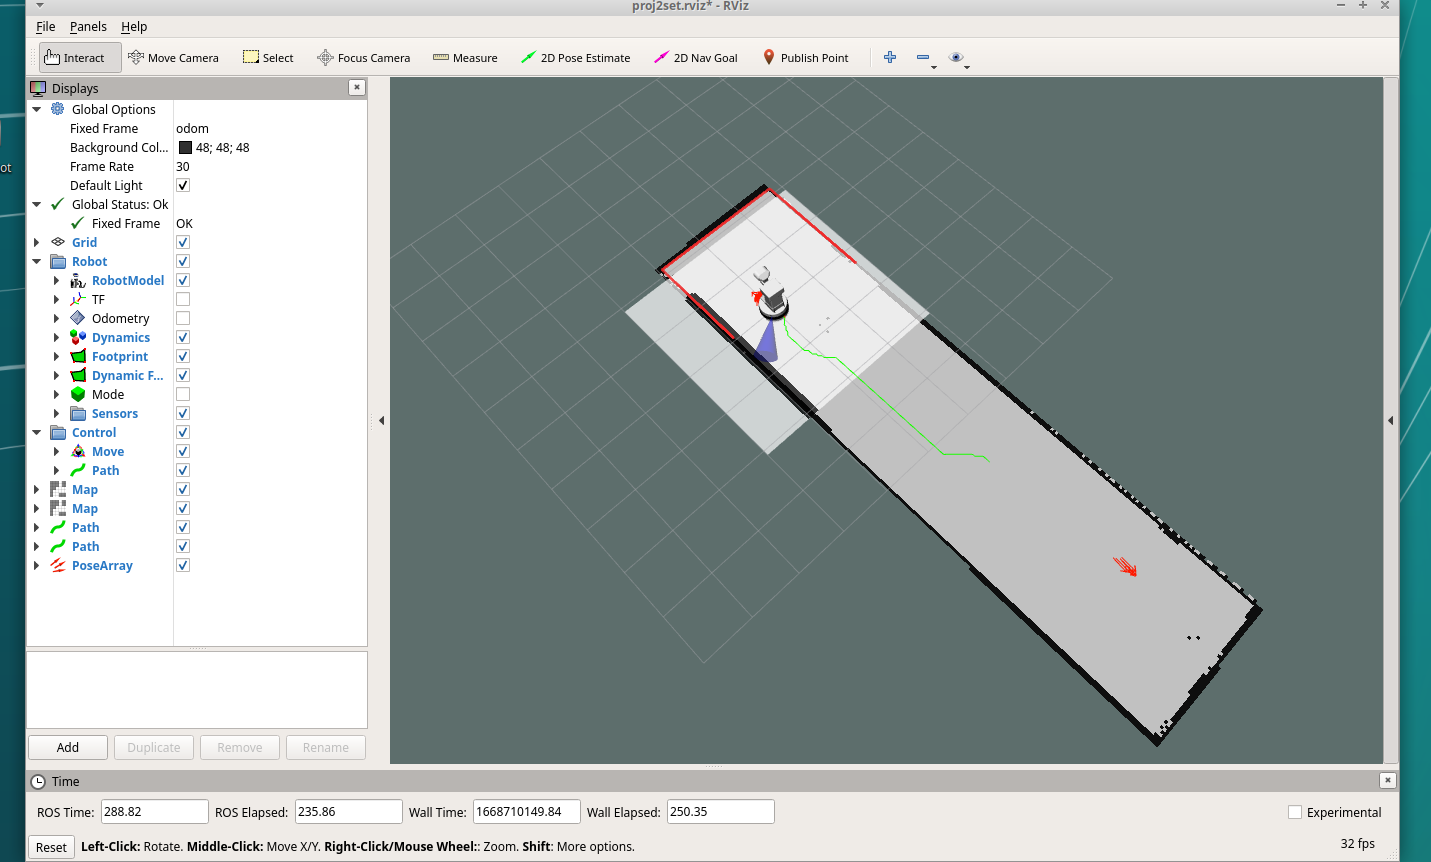 proj2set.rviz* - RViz
File Panels Help
Interact Move Camera Select Focus Camera Measure 2D Pose Estimate 2D Nav Goal Publish Point
ot
Displays
Global Options
Fixed Frame odom
Background Col... 48; 48; 48
Frame Rate 30
Default Light
Global Status: Ok
Fixed Frame OK
Grid
Robot
RobotModel
TF
Odometry
Dynamics
Footprint
Dynamic F...
Mode
Sensors
Control
Move
Path
Map
Map
Path
Path
PoseArray
Add Duplicate Remove Rename
Time
ROS Time: 288.82 ROS Elapsed: 235.86 Wall Time: 1668710149.84 Wall Elapsed: 250.35 Experimental
Reset Left-Click: Rotate. Middle-Click: Move X/Y. Right-Click/Mouse Wheel:: Zoom. Shift: More options. 32 fps